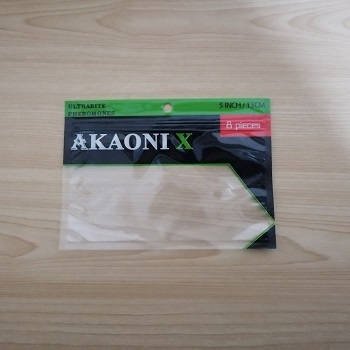 ULTRABITE
PHEROMONES
5 INCH / 13CM
8 pieces
AKAONI X